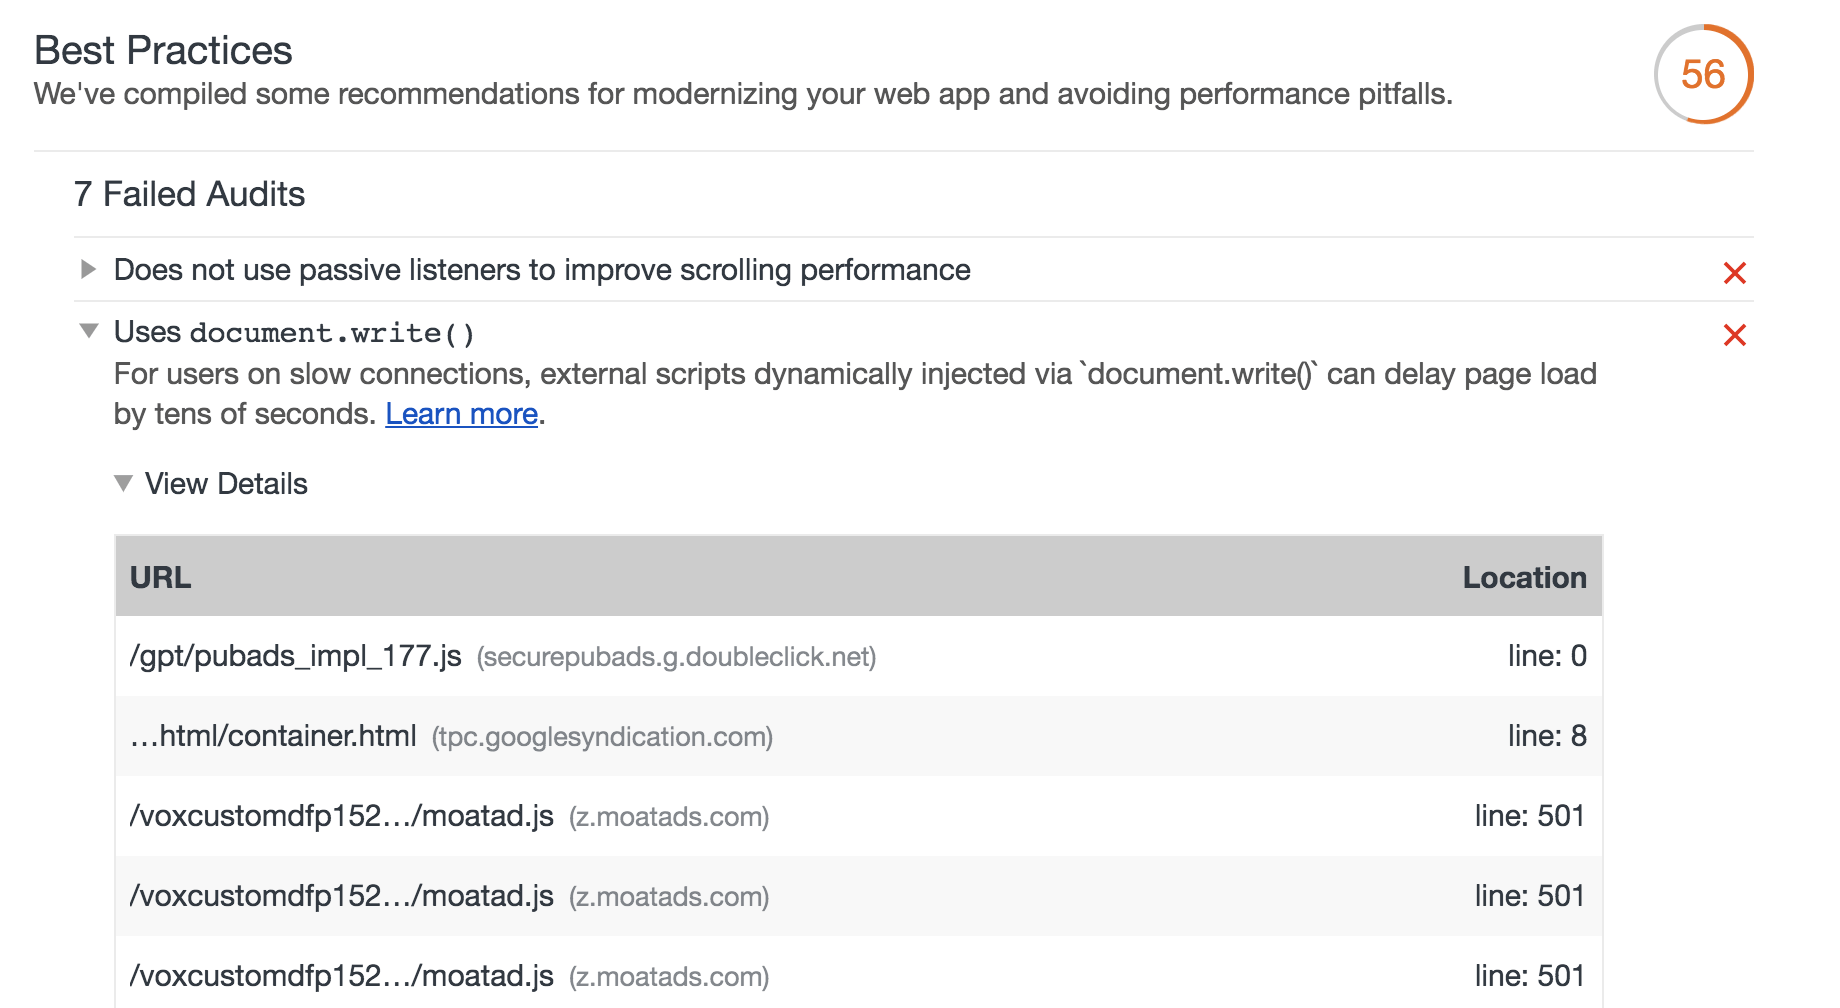 Best Practices
56
We've compiled some recommendations for modernizing your web app and avoiding performance pitfalls.
7 Failed Audits
Does not use passive listeners to improve scrolling performance
Uses document.write()
For users on slow connections, external scripts dynamically injected via `document.write()` can delay page load
by tens of seconds. Learn more.
View Details
URL Location
/gpt/pubads_impl_177.js (securepubads.g.doubleclick.net) line: 0
…html/container.html (tpc.googlesyndication.com) line: 8
/voxcustomdfp152…/moatad.js (z.moatads.com) line: 501
/voxcustomdfp152…/moatad.js (z.moatads.com) line: 501
/voxcustomdfp152…/moatad.js (z.moatads.com) line: 501